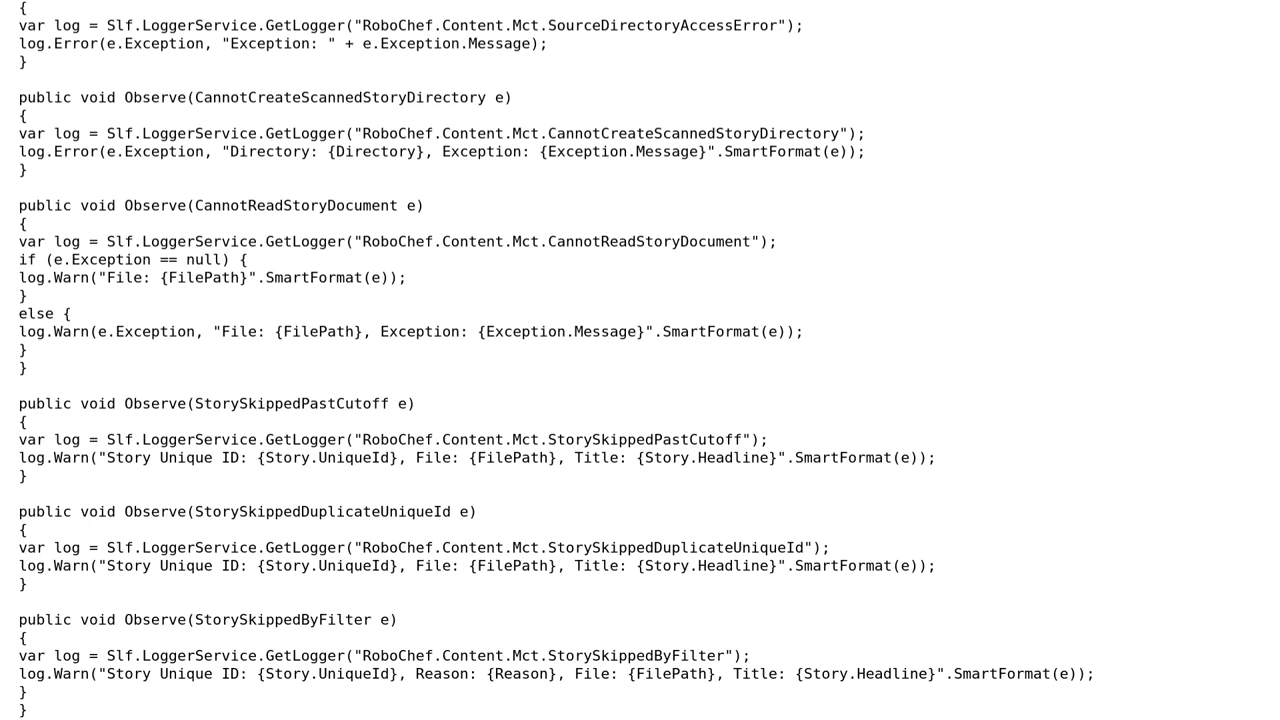 {
var log = Slf.LoggerService.GetLogger("RoboChef.Content.Mct.SourceDirectoryAccessError");
log.Error(e.Exception, "Exception: " + e.Exception.Message);
}

public void Observe(CannotCreateScannedStoryDirectory e)
{
var log = Slf.LoggerService.GetLogger("RoboChef.Content.Mct.CannotCreateScannedStoryDirectory");
log.Error(e.Exception, "Directory: {Directory}, Exception: {Exception.Message}".SmartFormat(e));
}

public void Observe(CannotReadStoryDocument e)
{
var log = Slf.LoggerService.GetLogger("RoboChef.Content.Mct.CannotReadStoryDocument");
if (e.Exception == null) {
log.Warn("File: {FilePath}".SmartFormat(e));
}
else {
log.Warn(e.Exception, "File: {FilePath}, Exception: {Exception.Message}".SmartFormat(e));
}
}

public void Observe(StorySkippedPastCutoff e)
{
var log = Slf.LoggerService.GetLogger("RoboChef.Content.Mct.StorySkippedPastCutoff");
log.Warn("Story Unique ID: {Story.UniqueId}, File: {FilePath}, Title: {Story.Headline}".SmartFormat(e));
}

public void Observe(StorySkippedDuplicateUniqueId e)
{
var log = Slf.LoggerService.GetLogger("RoboChef.Content.Mct.StorySkippedDuplicateUniqueId");
log.Warn("Story Unique ID: {Story.UniqueId}, File: {FilePath}, Title: {Story.Headline}".SmartFormat(e));
}

public void Observe(StorySkippedByFilter e)
{
var log = Slf.LoggerService.GetLogger("RoboChef.Content.Mct.StorySkippedByFilter");
log.Warn("Story Unique ID: {Story.UniqueId}, Reason: {Reason}, File: {FilePath}, Title: {Story.Headline}".SmartFormat(e));
}
}